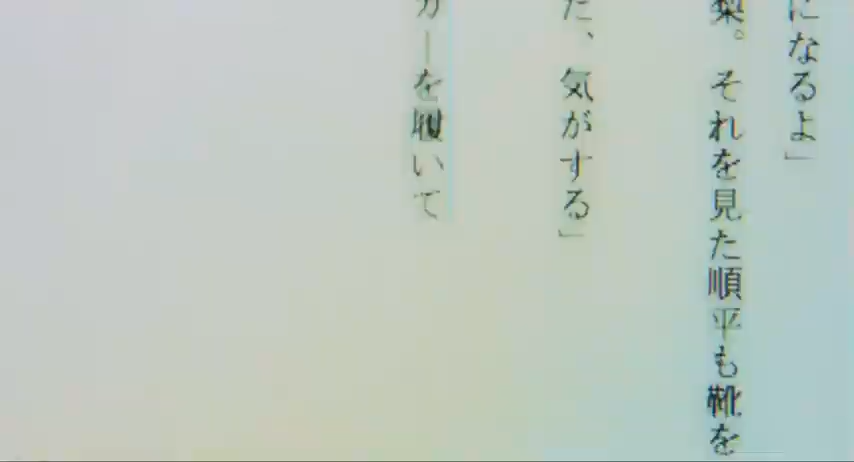 になるよ」
梨。それを見た順平も靴を
た、気がする」
カーを履いて